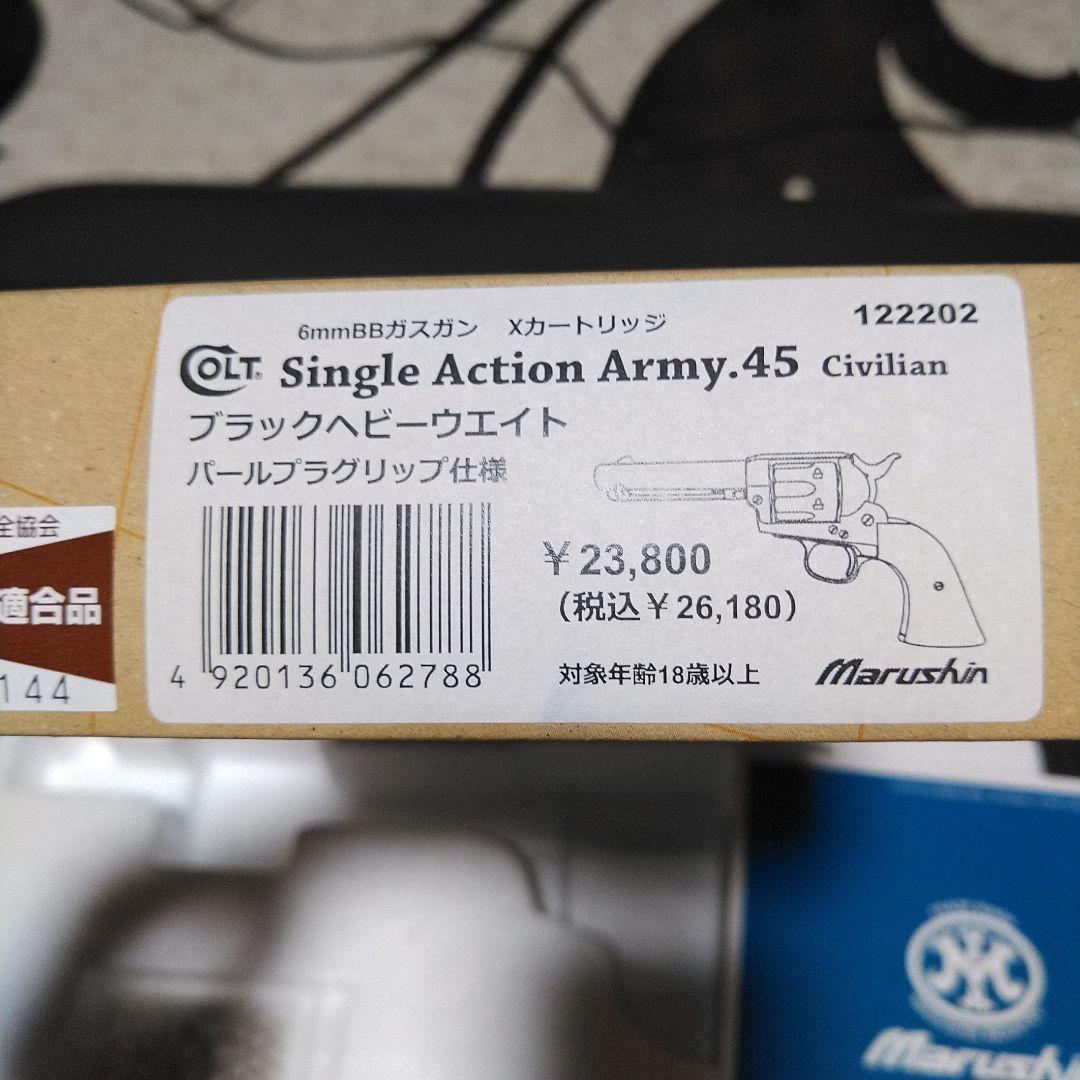 6mmBBガスガン Xカートリッジ
122202
COLT® Single Action Army.45 Civilian
ブラックヘビーウエイト
パールプラグリップ仕様
¥23,800
(税込¥26,180)
4 920136 062788
対象年齢18歳以上
Marushin
全協会
適合品
144
Marushin